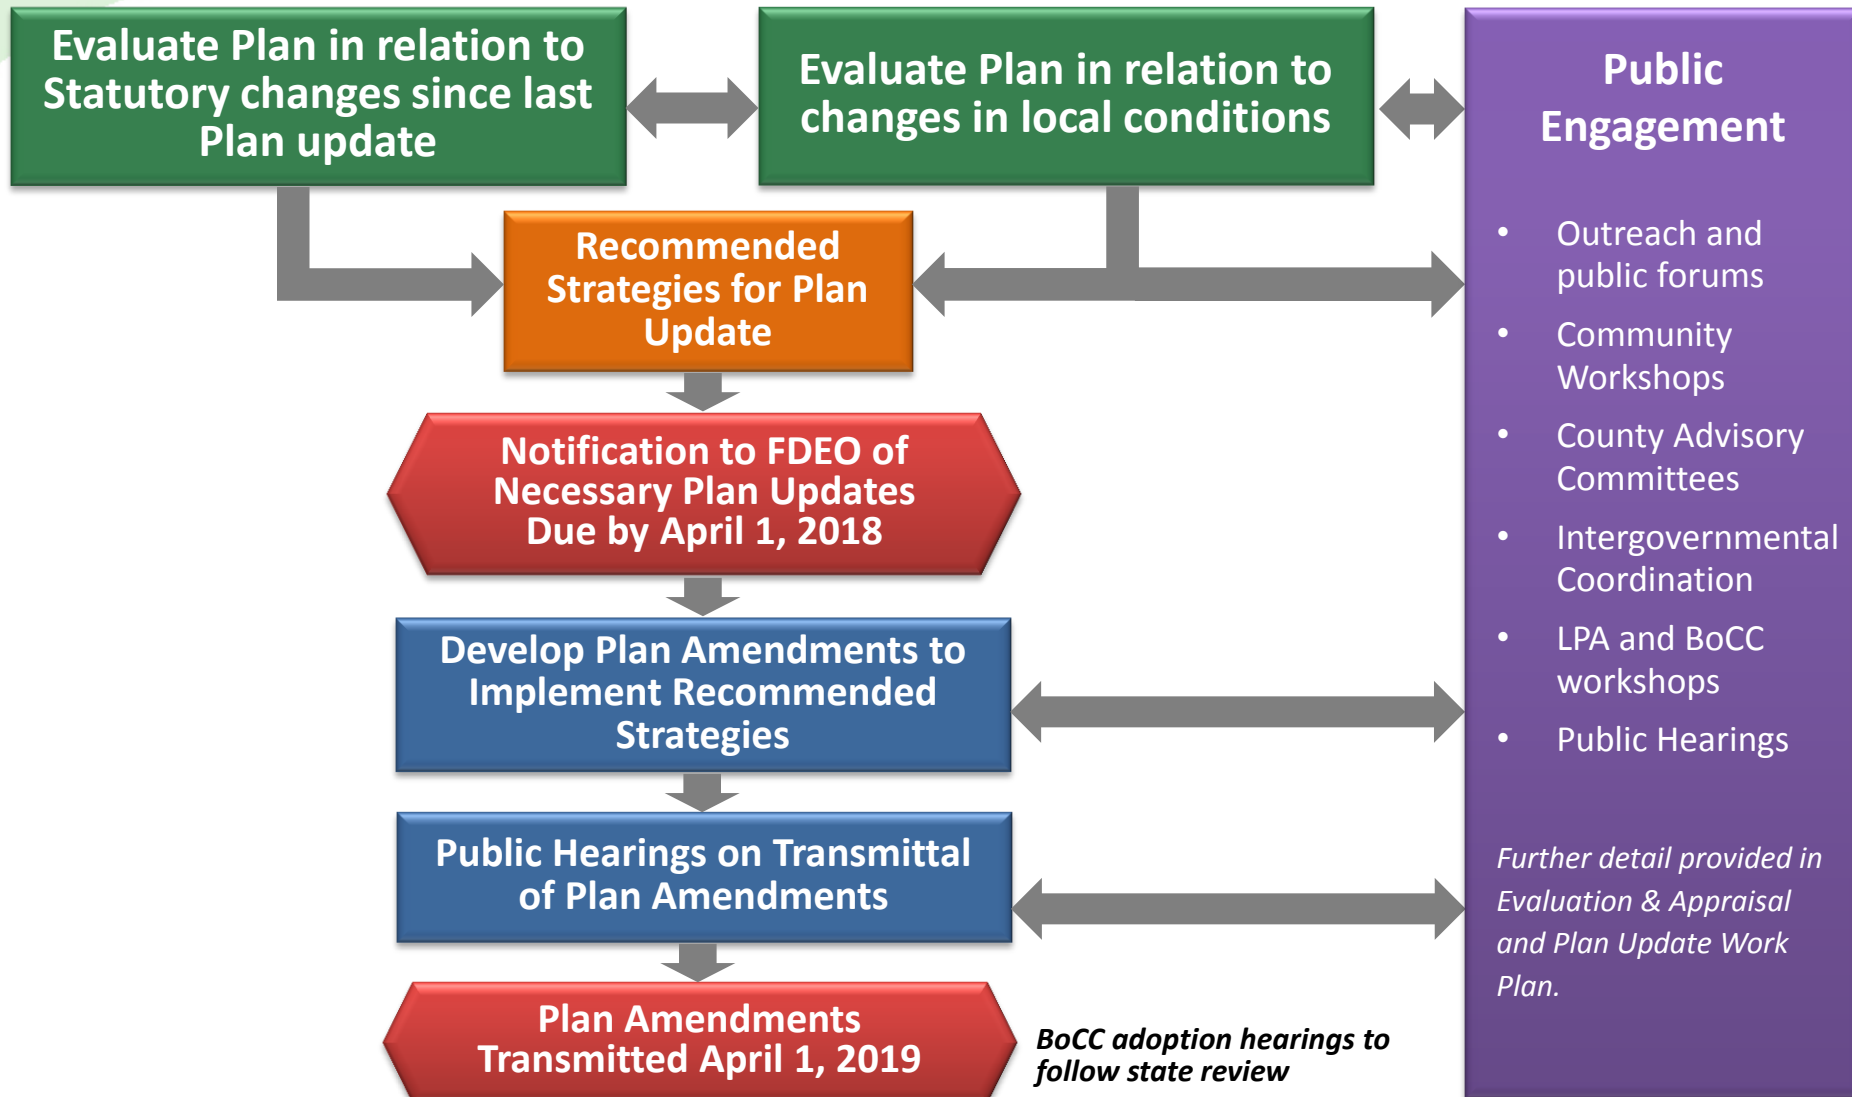 Evaluate Plan in relation to
Statutory changes since last
Plan update
Evaluate Plan in relation to
changes in local conditions
Recommended
Strategies for Plan
Update
Notification to FDEO of
Necessary Plan Updates
Due by April 1, 2018
Develop Plan Amendments to
Implement Recommended
Strategies
Public Hearings on Transmittal
of Plan Amendments
Plan Amendments
Transmitted April 1, 2019
BoCC adoption hearings to
follow state review
Public
Engagement
• Outreach and
public forums
• Community
Workshops
• County Advisory
Committees
• Intergovernmental
Coordination
• LPA and BoCC
workshops
• Public Hearings
Further detail provided in
Evaluation & Appraisal
and Plan Update Work
Plan.